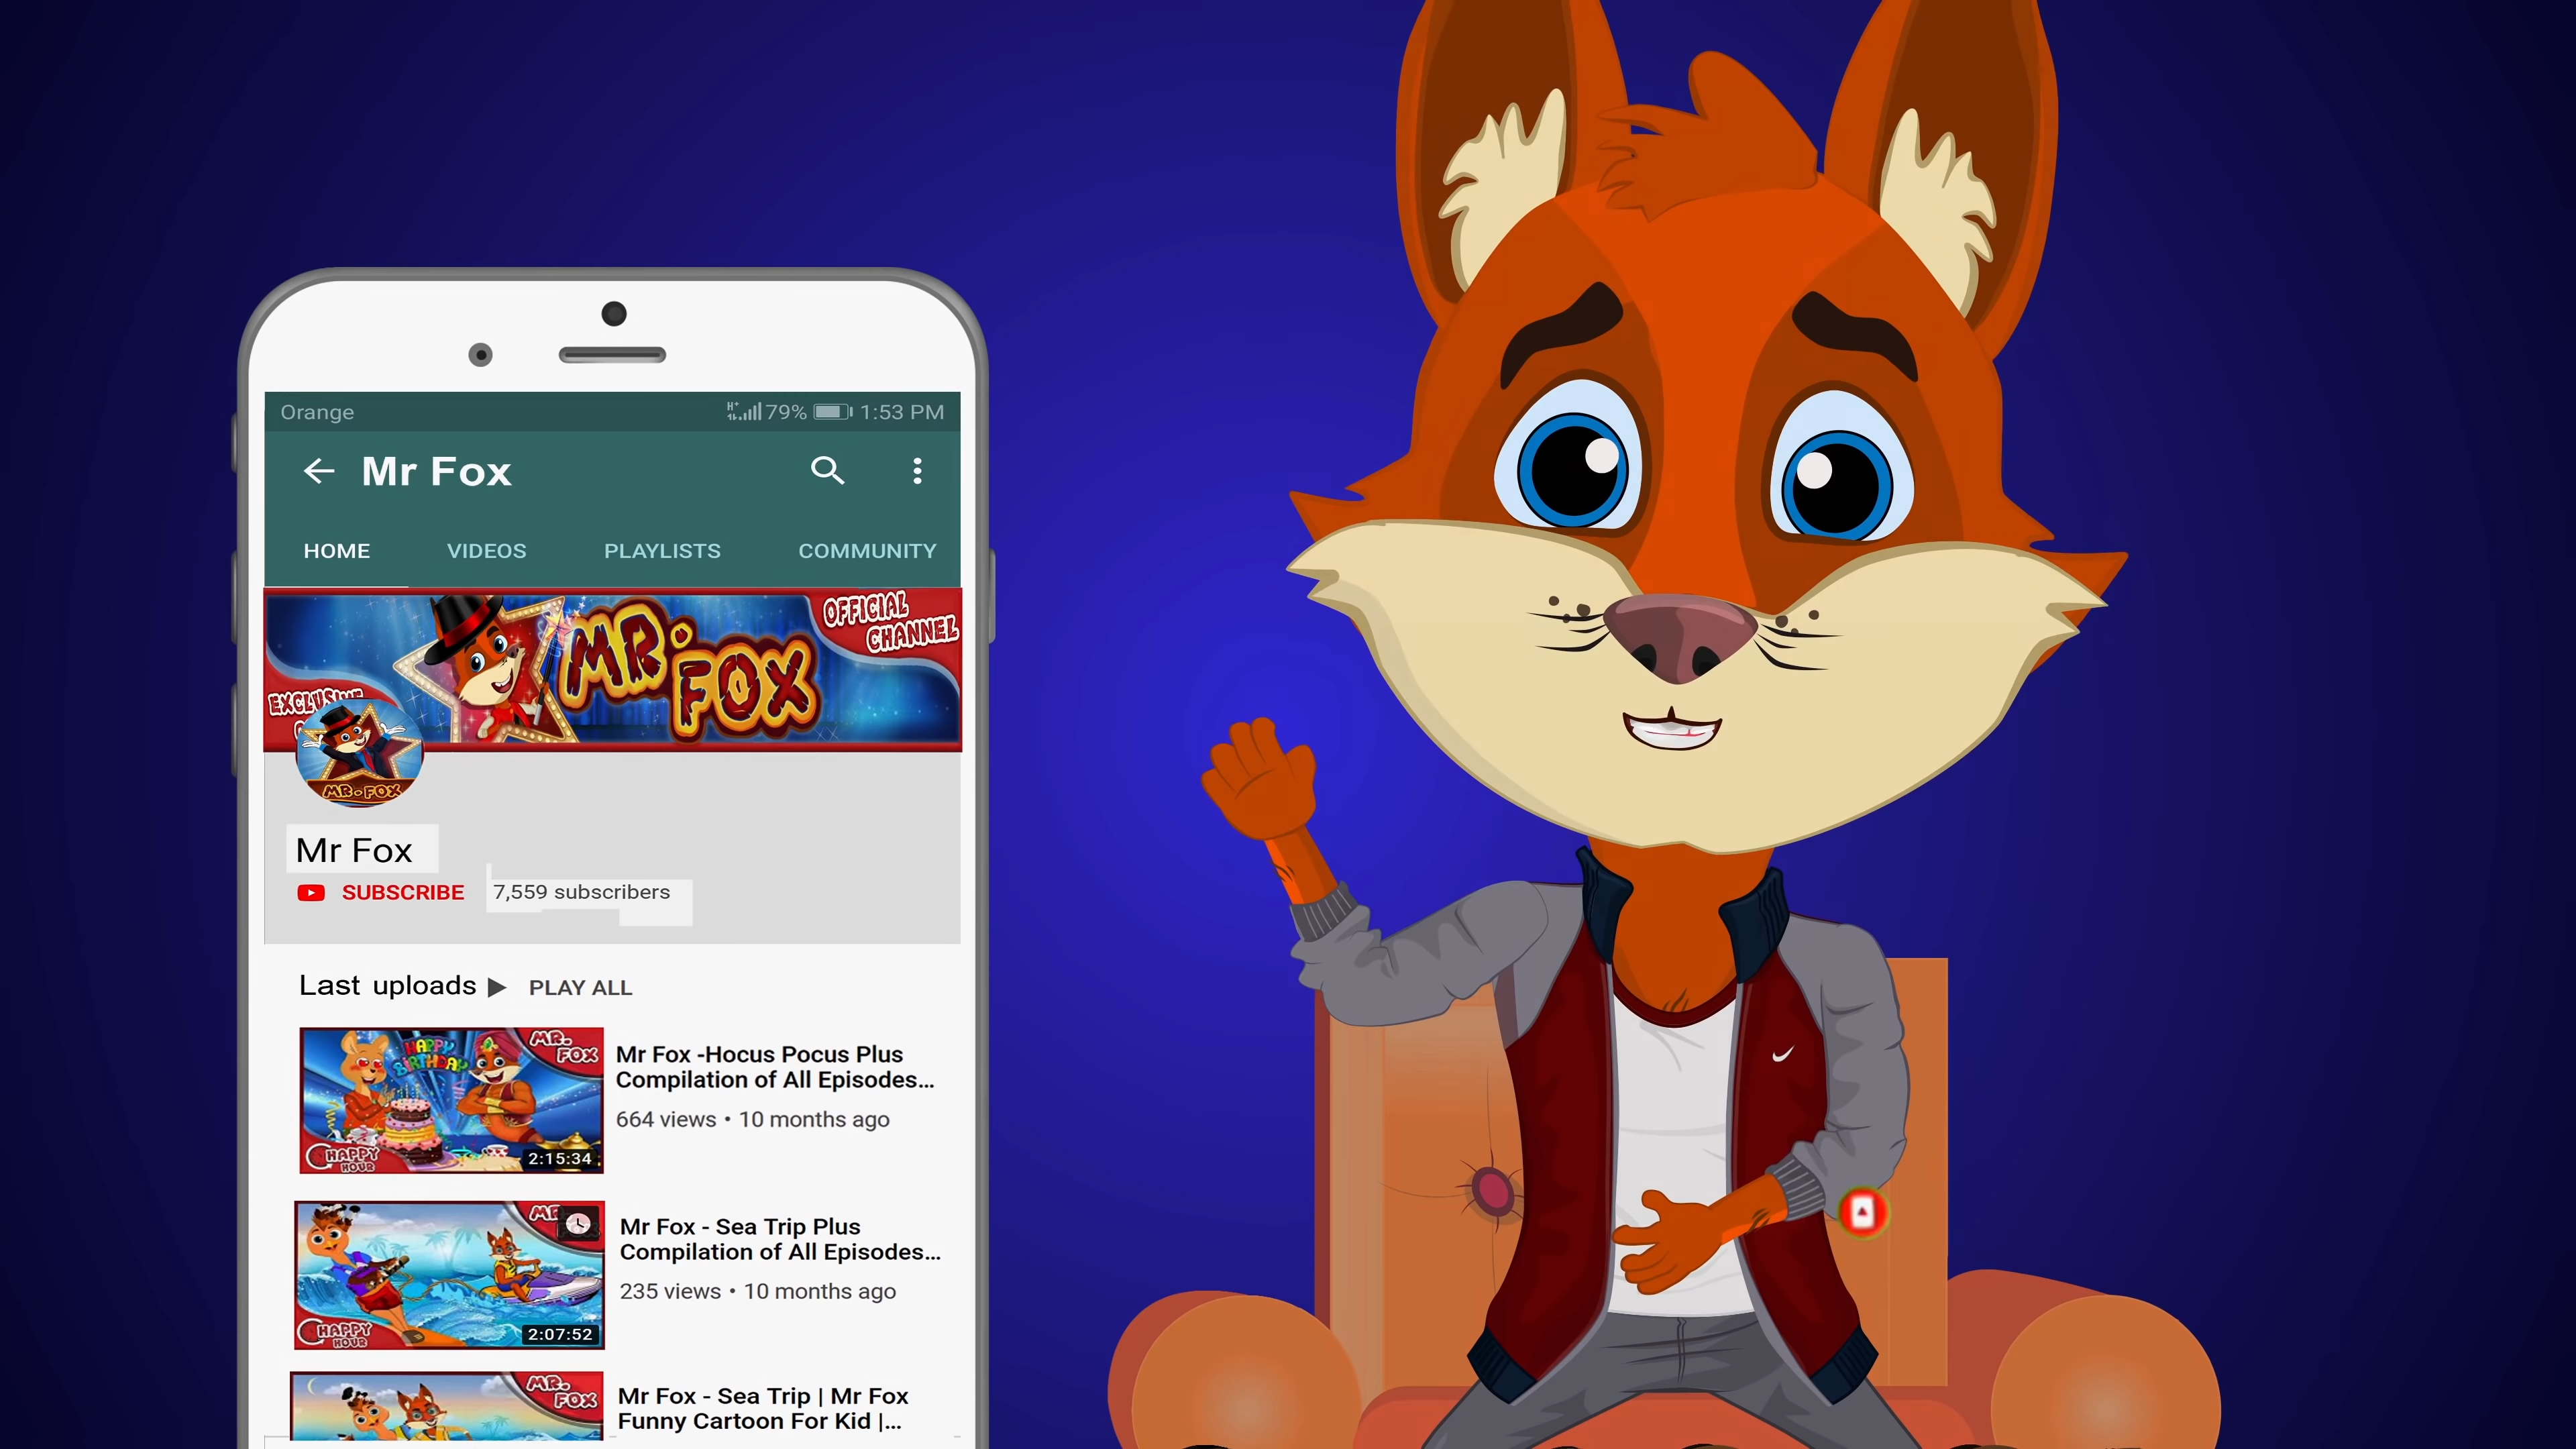 Orange
79% 1:53 PM
Mr Fox
HOME VIDEOS PLAYLISTS COMMUNITY
OFFICIAL
CHANNEL
MR.
FOX
EXCLUSIVE
MR. FOX
Mr Fox
SUBSCRIBE 7,559 subscribers
Last uploads PLAY ALL
HAPPY
BIRTHDAY
MR.
FOX
CHAPPY
HOUR
2:15:34
Mr Fox -Hocus Pocus Plus
Compilation of All Episodes...
664 views • 10 months ago
CHAPPY
HOUR
2:07:52
Mr Fox - Sea Trip Plus
Compilation of All Episodes...
235 views • 10 months ago
MR.
FOX
Mr Fox - Sea Trip | Mr Fox
Funny Cartoon For Kid |...